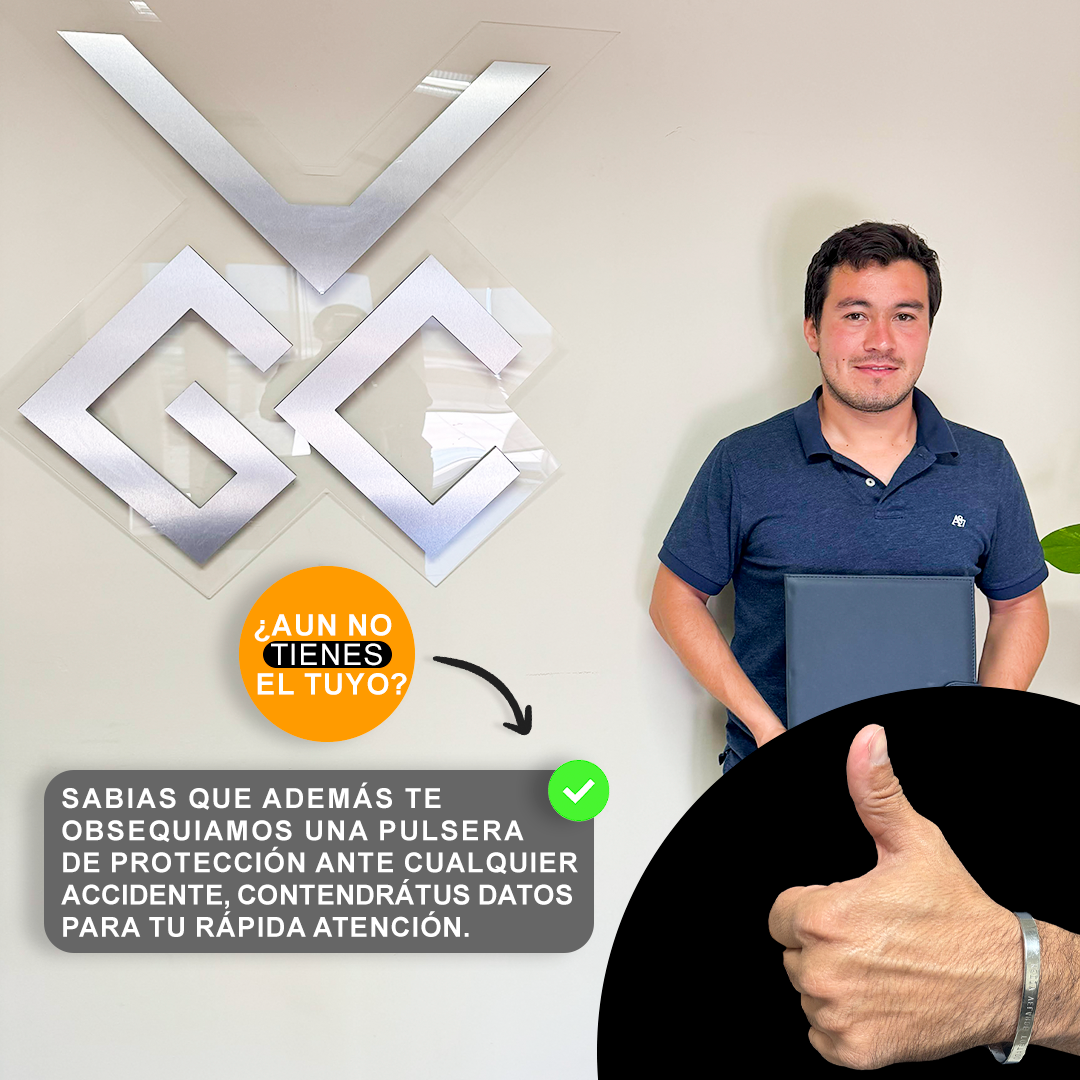 V
GC
¿AUN NO
TIENES
EL TUYO?
SABIAS QUE ADEMÁS TE
OBSEQUIAMOS UNA PULSERA
DE PROTECCIÓN ANTE CUALQUIER
ACCIDENTE, CONTENDRÁTUS DATOS
PARA TU RÁPIDA ATENCIÓN.